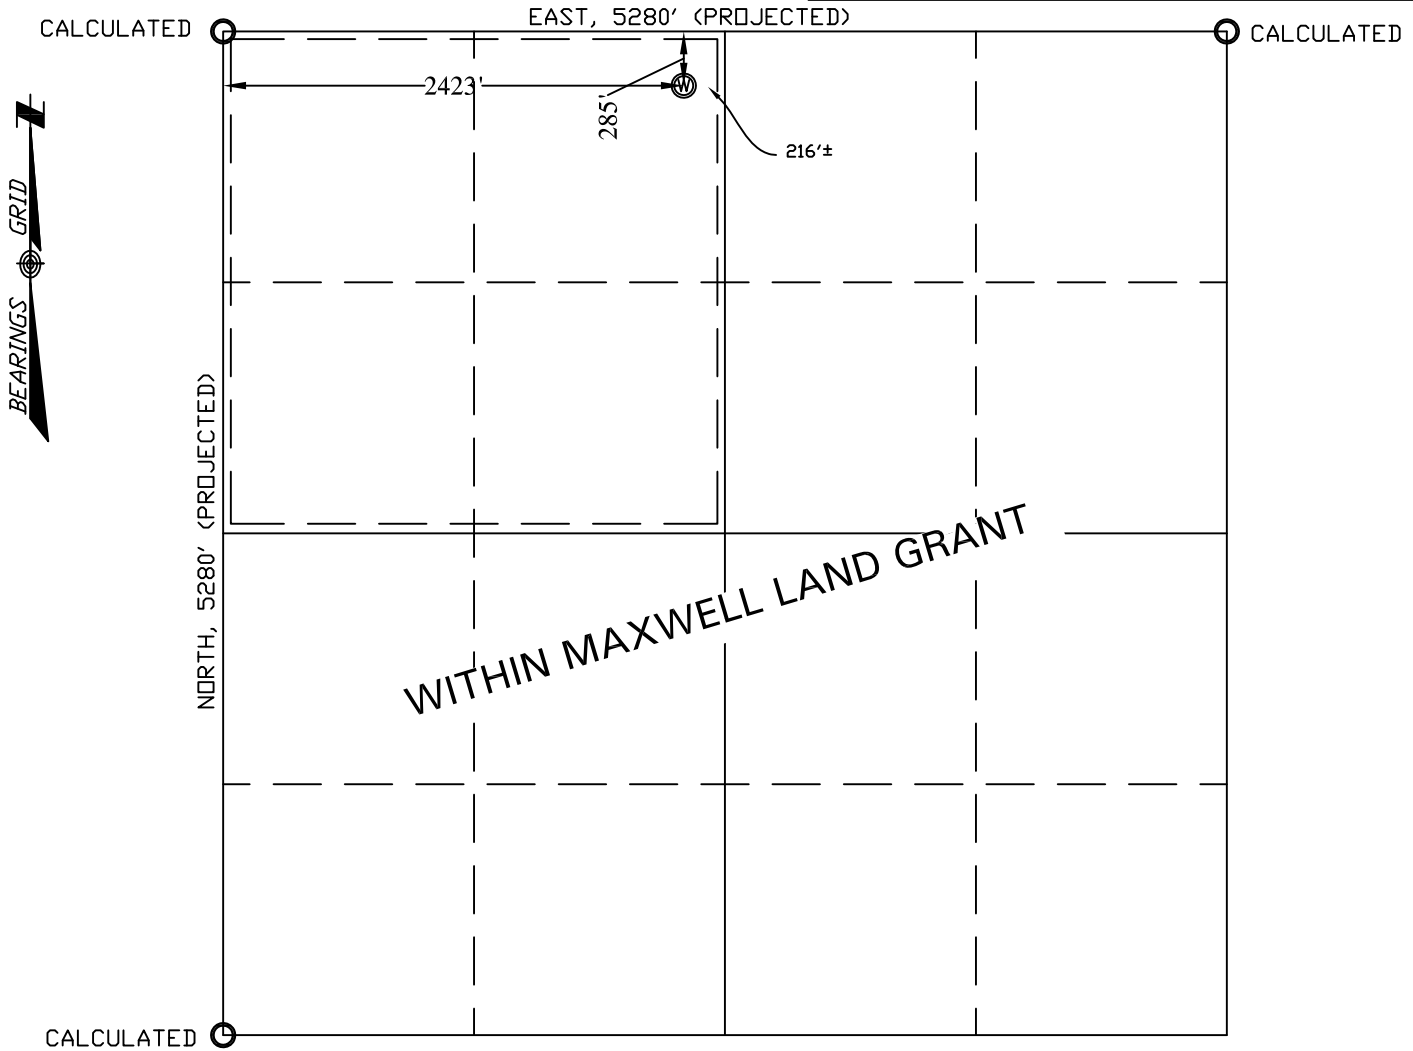 EAST, 5280' (PROJECTED)
CALCULATED
CALCULATED
2423'
W
285'
216'±
N
GRID
BEARINGS
NORTH, 5280' (PROJECTED)
WITHIN MAXWELL LAND GRANT
CALCULATED